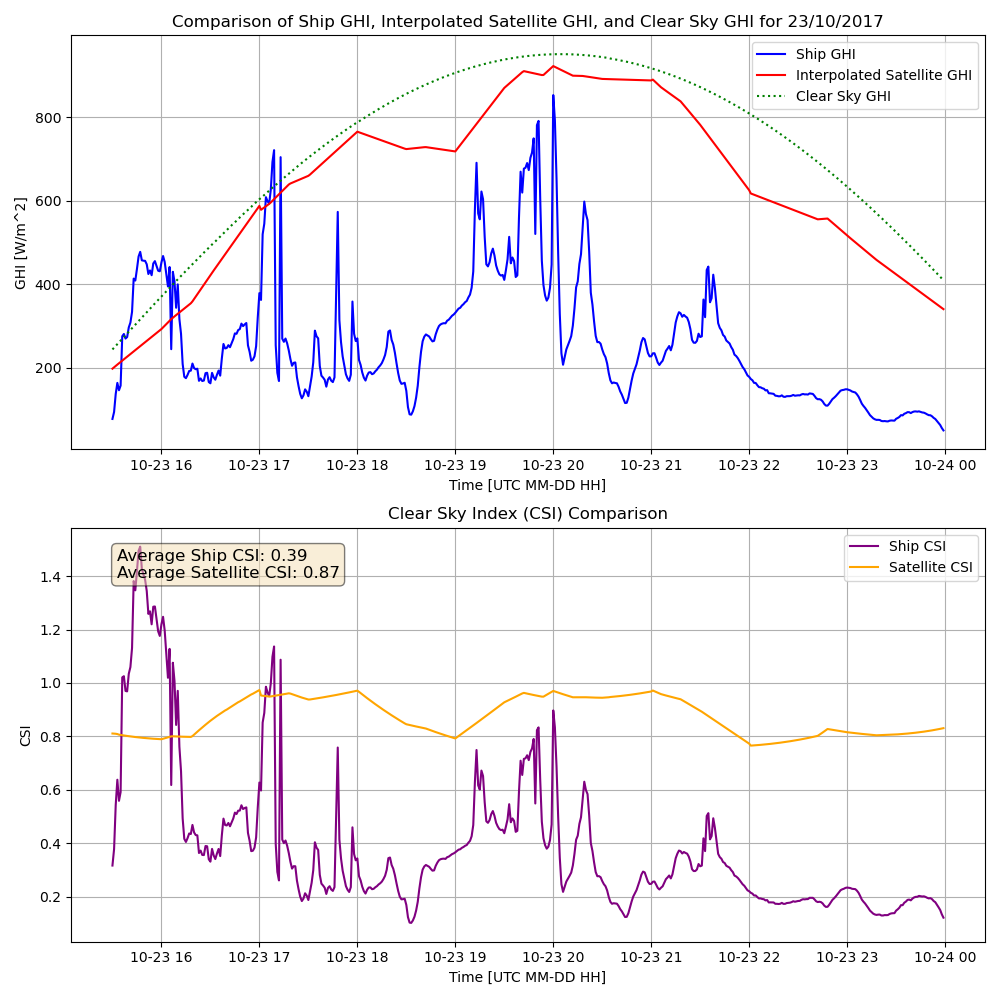 Comparison of Ship GHI, Interpolated Satellite GHI, and Clear Sky GHI for 23/10/2017
Ship GHI
Interpolated Satellite GHI
Clear Sky GHI
GHI [W/m^2]
800
600
400
200
10-23 16 10-23 17 10-23 18 10-23 19 10-23 20 10-23 21 10-23 22 10-23 23 10-24 00
Time [UTC MM-DD HH]
Clear Sky Index (CSI) Comparison
Average Ship CSI: 0.39
Average Satellite CSI: 0.87
Ship CSI
Satellite CSI
CSI
1.4
1.2
1.0
0.8
0.6
0.4
0.2
10-23 16 10-23 17 10-23 18 10-23 19 10-23 20 10-23 21 10-23 22 10-23 23 10-24 00
Time [UTC MM-DD HH]